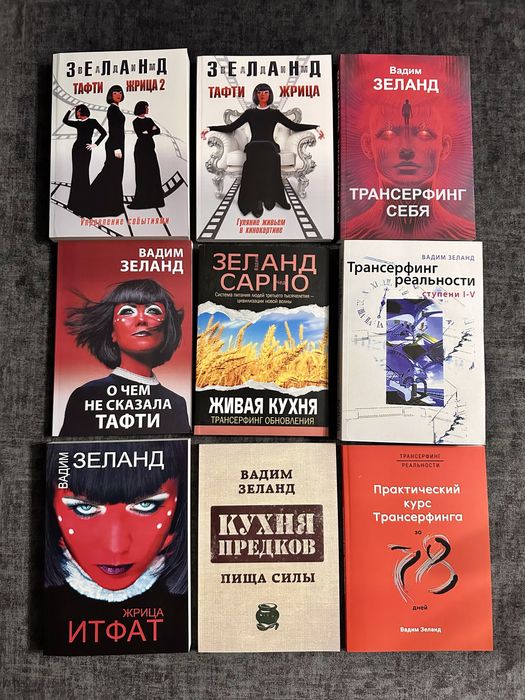 ЗЕЛАНД
ВАДИМ
ТАФТИ ЖРИЦА 2
Управление событиями
ЗЕЛАНД
ВАДИМ
ТАФТИ ЖРИЦА
Гуляние живьем
в кинокартине
Вадим
ЗЕЛАНД
ТРАНСЕРФИНГ
СЕБЯ
ВАДИМ
ЗЕЛАНД
О ЧЕМ
НЕ СКАЗАЛА
ТАФТИ
ЗЕЛАНД
САРНО
Система питания людей третьего тысячелетия –
цивилизации новой волны
ЖИВАЯ КУХНЯ
ТРАНСЕРФИНГ ОБНОВЛЕНИЯ
ВАДИМ ЗЕЛАНД
Трансерфинг
реальности
ступени I-V
ВАДИМ
ЗЕЛАНД
ЖРИЦА
ИТФАТ
ВАДИМ
ЗЕЛАНД
КУХНЯ
ПРЕДКОВ
ПИЩА СИЛЫ
ТРАНСЕРФИНГ
РЕАЛЬНОСТИ
Практический
курс
Трансерфинга
за
78
дней
Вадим Зеланд